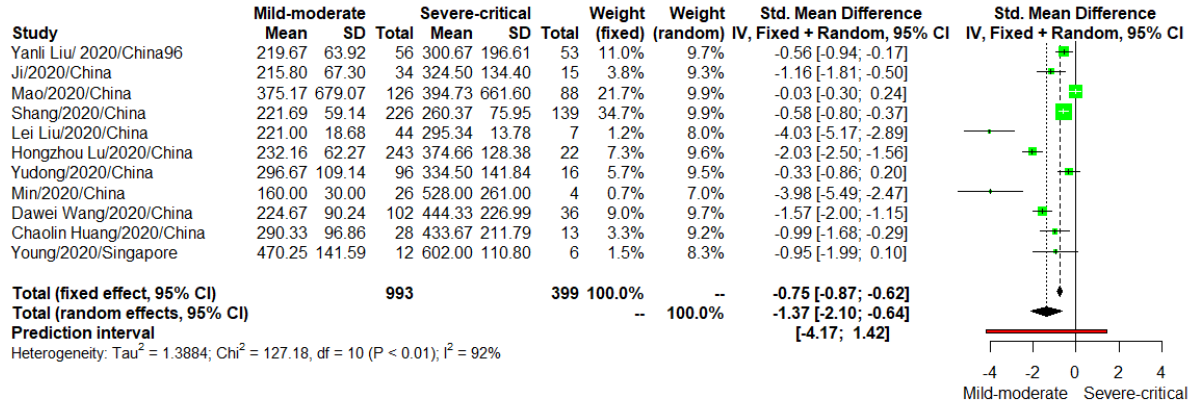 Mild-moderate Severe-critical Weight Weight Std. Mean Difference Std. Mean Difference
Study Mean SD Total Mean SD Total (fixed) (random) IV, Fixed + Random, 95% CI IV, Fixed + Random, 95% CI
Yanli Liu/ 2020/China96 219.67 63.92 56 300.67 196.61 53 11.0% 9.7% -0.56 [-0.94; -0.17]
Ji/2020/China 215.80 67.30 34 324.50 134.40 15 3.8% 9.3% -1.16 [-1.81; -0.50]
Mao/2020/China 375.17 679.07 126 394.73 661.60 88 21.7% 9.9% -0.03 [-0.30; 0.24]
Shang/2020/China 221.69 59.14 226 260.37 75.95 139 34.7% 9.9% -0.58 [-0.80; -0.37]
Lei Liu/2020/China 221.00 18.68 44 295.34 13.78 7 1.2% 8.0% -4.03 [-5.17; -2.89]
Hongzhou Lu/2020/China 232.16 62.27 243 374.66 128.38 22 7.3% 9.6% -2.03 [-2.50; -1.56]
Yudong/2020/China 296.67 109.14 96 334.50 141.84 16 5.7% 9.5% -0.33 [-0.86; 0.20]
Min/2020/China 160.00 30.00 26 528.00 261.00 4 0.7% 7.0% -3.98 [-5.49; -2.47]
Dawei Wang/2020/China 224.67 90.24 102 444.33 226.99 36 9.0% 9.7% -1.57 [-2.00; -1.15]
Chaolin Huang/2020/China 290.33 96.86 28 433.67 211.79 13 3.3% 9.2% -0.99 [-1.68; -0.29]
Young/2020/Singapore 470.25 141.59 12 602.00 110.80 6 1.5% 8.3% -0.95 [-1.99; 0.10]
Total (fixed effect, 95% CI) 993 399 100.0% -- -0.75 [-0.87; -0.62]
Total (random effects, 95% CI) -- 100.0% -1.37 [-2.10; -0.64]
Prediction interval [-4.17; 1.42]
Heterogeneity: Tau² = 1.3884; Chi² = 127.18, df = 10 (P < 0.01); I² = 92%
-4 -2 0 2 4
Mild-moderate Severe-critical